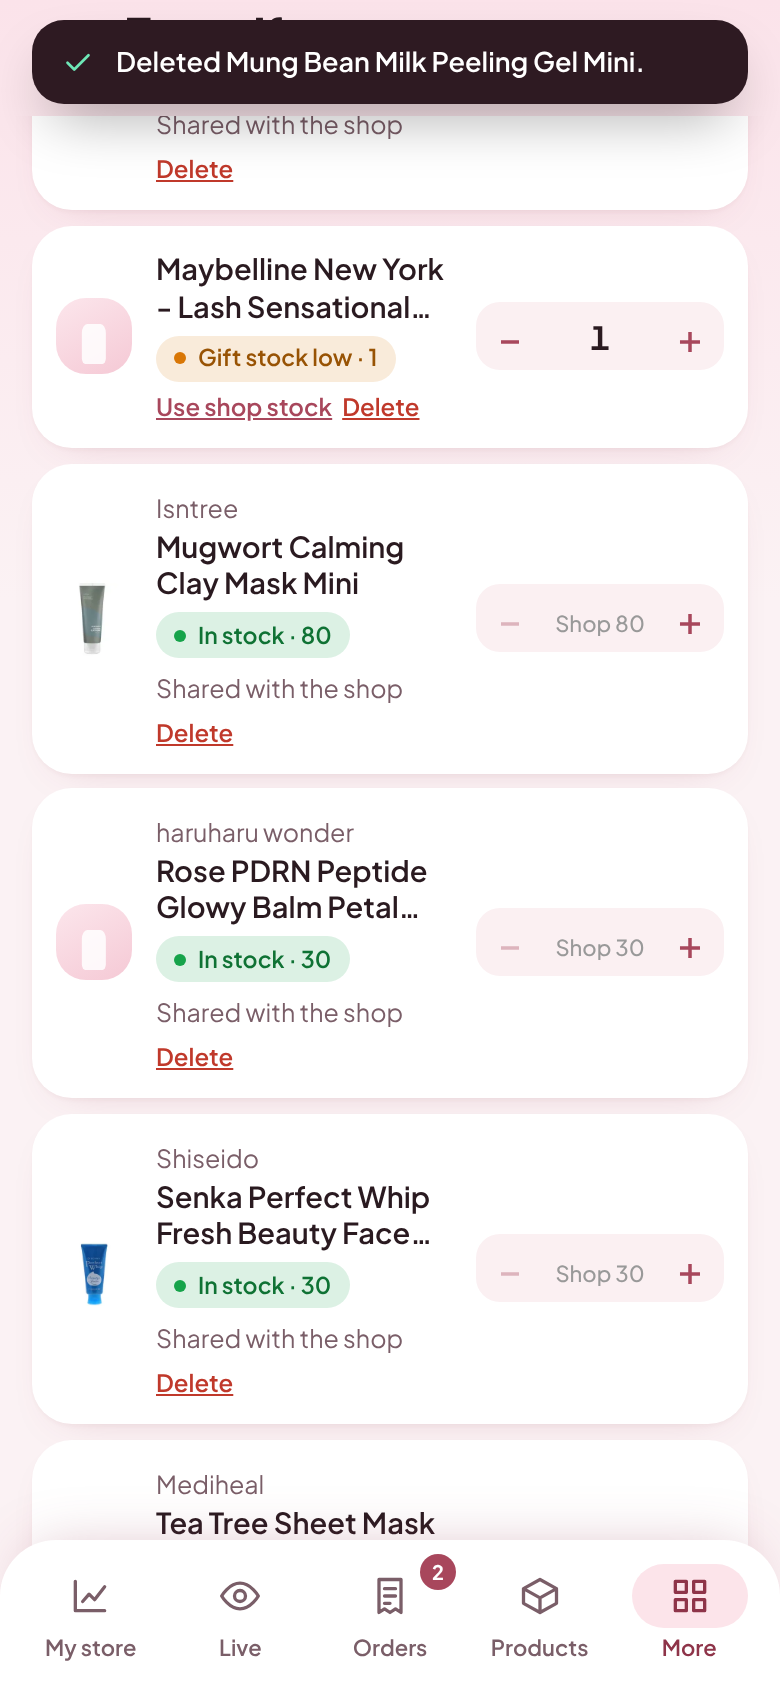 Deleted Mung Bean Milk Peeling Gel Mini.
Shared with the shop
Delete
Maybelline New York
- Lash Sensational...
Gift stock low · 1
Use shop stock Delete
− 1 +
Isntree
Mugwort Calming
Clay Mask Mini
In stock · 80
Shared with the shop
Delete
− Shop 80 +
haruharu wonder
Rose PDRN Peptide
Glowy Balm Petal...
In stock · 30
Shared with the shop
Delete
− Shop 30 +
Shiseido
Senka Perfect Whip
Fresh Beauty Face...
In stock · 30
Shared with the shop
Delete
− Shop 30 +
Mediheal
Tea Tree Sheet Mask
2
My store
Live
Orders
Products
More